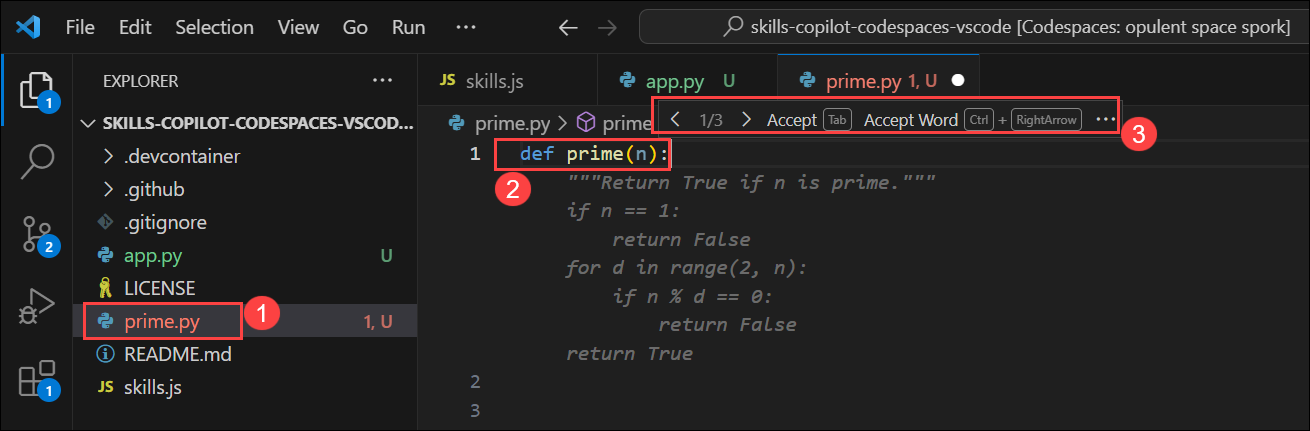 File Edit Selection View Go Run ... skills-copilot-codespaces-vscode [Codespaces: opulent space spork]
EXPLORER ...
1
SKILLS-COPILOT-CODESPACES-VSCOD...
.devcontainer
.github
.gitignore
2
app.py U
LICENSE
prime.py 1, U
1
README.md
skills.js
JS
1
JS skills.js app.py U prime.py 1, U
prime.py > prime
< 1/3 > Accept Tab Accept Word Ctrl + RightArrow ...
3
1 def prime(n):
2
"""Return True if n is prime."""
if n == 1:
return False
for d in range(2, n):
if n % d == 0:
return False
return True
2
3